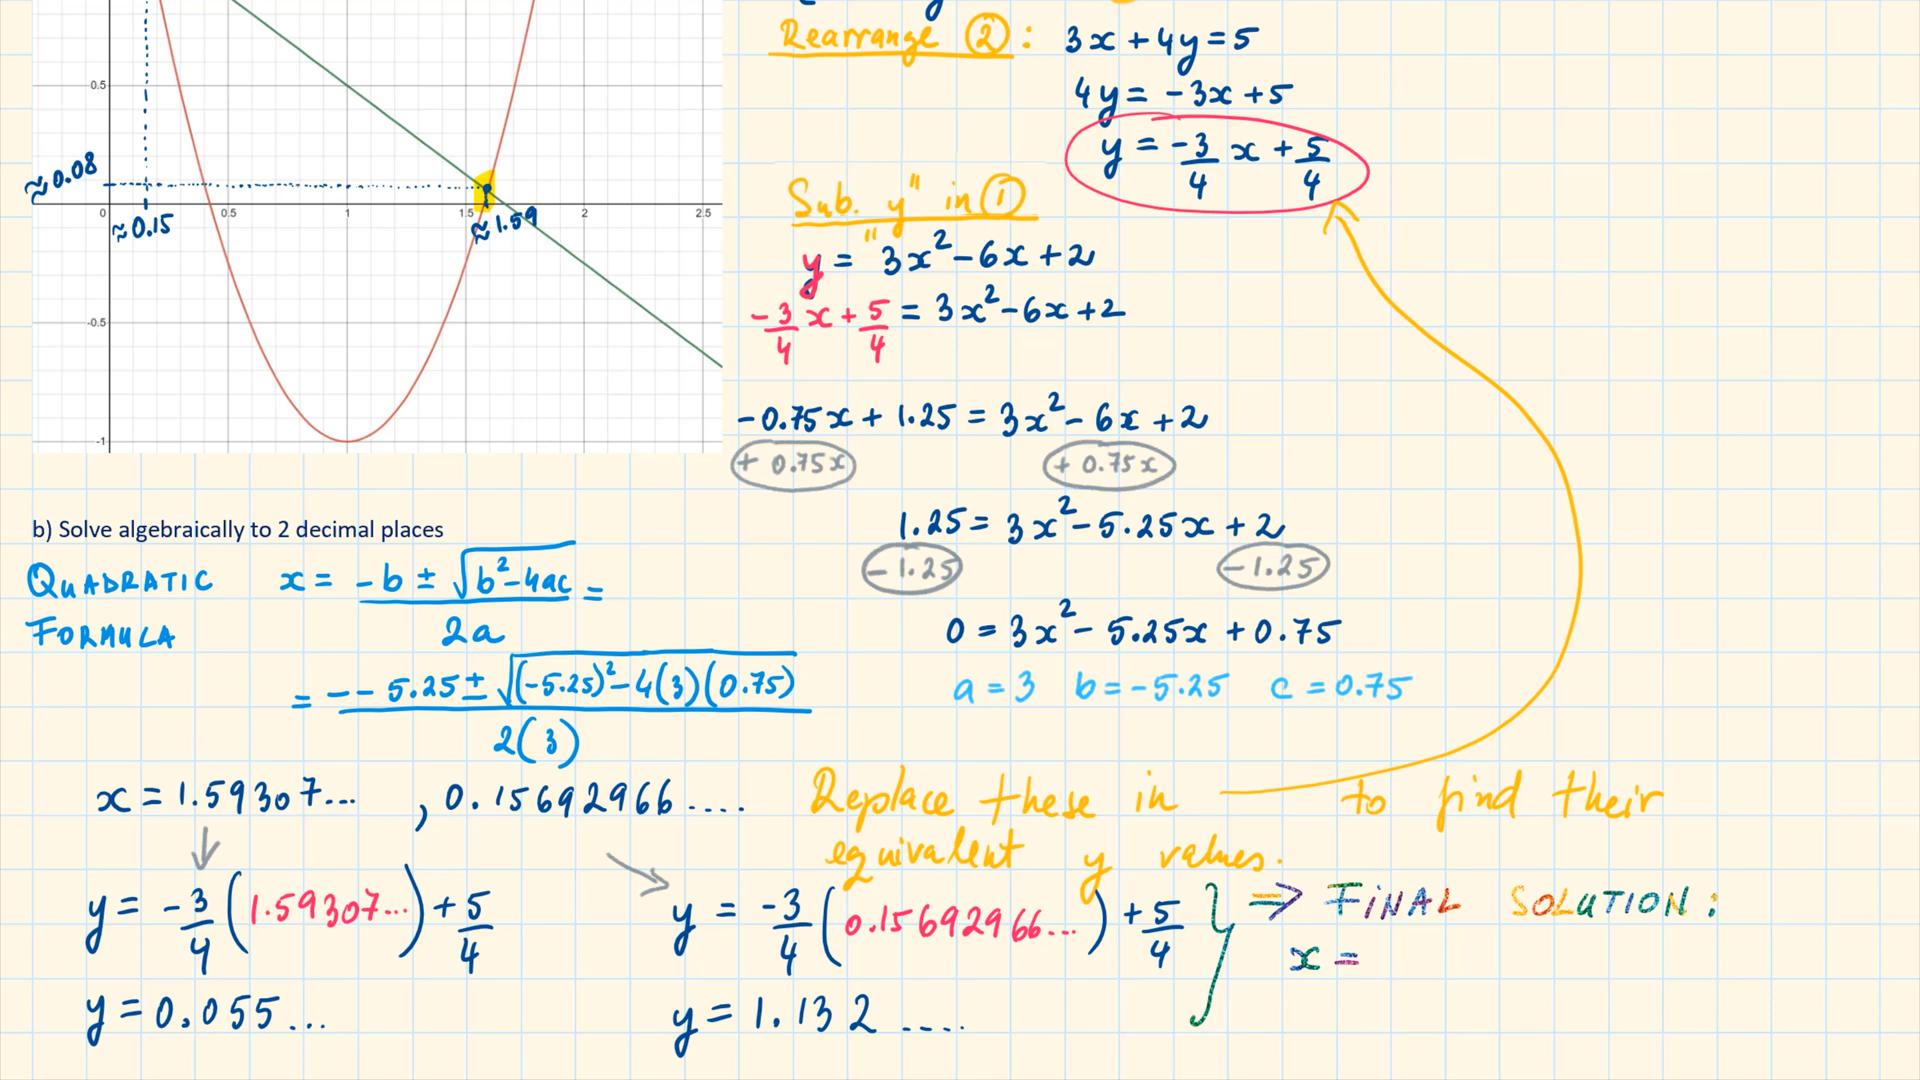 Rearrange ②: 3x + 4y = 5
4y = -3x + 5
y = -3/4 x + 5/4
0.5
≈0.08
0 0.5 1 1.5 2 2.5
≈0.15 ≈1.59
-0.5
-1
Sub. "y" in ①
y = 3x² - 6x + 2
-3/4 x + 5/4 = 3x² - 6x + 2
-0.75x + 1.25 = 3x² - 6x + 2
+ 0.75x + 0.75x
1.25 = 3x² - 5.25x + 2
- 1.25 - 1.25
0 = 3x² - 5.25x + 0.75
a = 3 b = -5.25 c = 0.75
b) Solve algebraically to 2 decimal places
QUADRATIC FORMULA
x = (-b ± √(b² - 4ac)) / 2a =
= (-- 5.25 ± √((-5.25)² - 4(3)(0.75))) / 2(3)
x = 1.59307... , 0.15692966....
Replace these in to find their
equivalent y values.
y = -3/4 (1.59307...) + 5/4
y = 0.055...
y = -3/4 (0.15692966...) + 5/4
y = 1.132 ....
} => FINAL SOLUTION:
x =